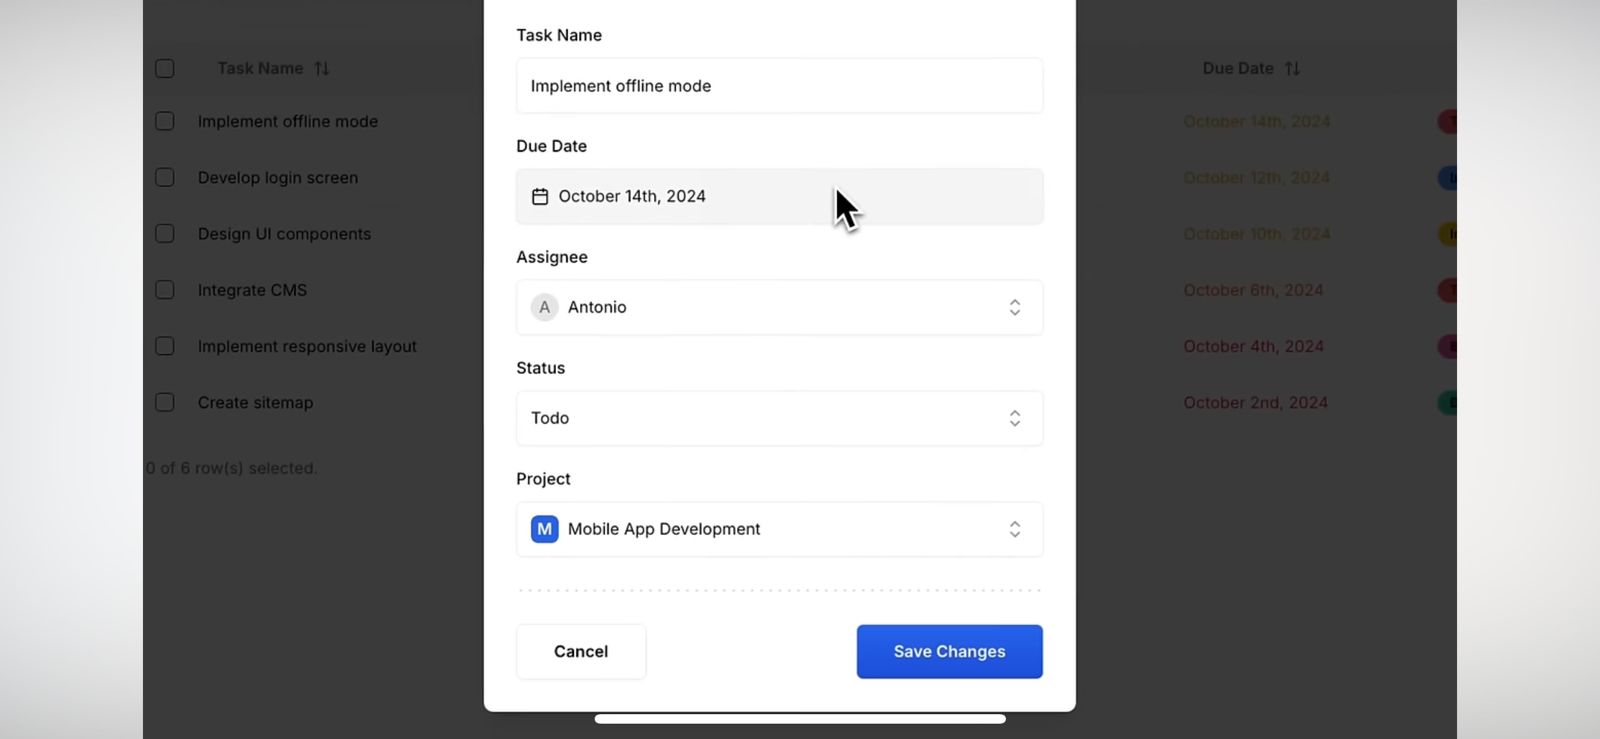 Task Name
Implement offline mode
Due Date
October 14th, 2024
Assignee
A Antonio
Status
Todo
Project
M Mobile App Development
Cancel
Save Changes
Task Name
Due Date
Implement offline mode
October 14th, 2024
Develop login screen
October 12th, 2024
Design UI components
October 10th, 2024
Integrate CMS
October 6th, 2024
Implement responsive layout
October 4th, 2024
Create sitemap
October 2nd, 2024
0 of 6 row(s) selected.